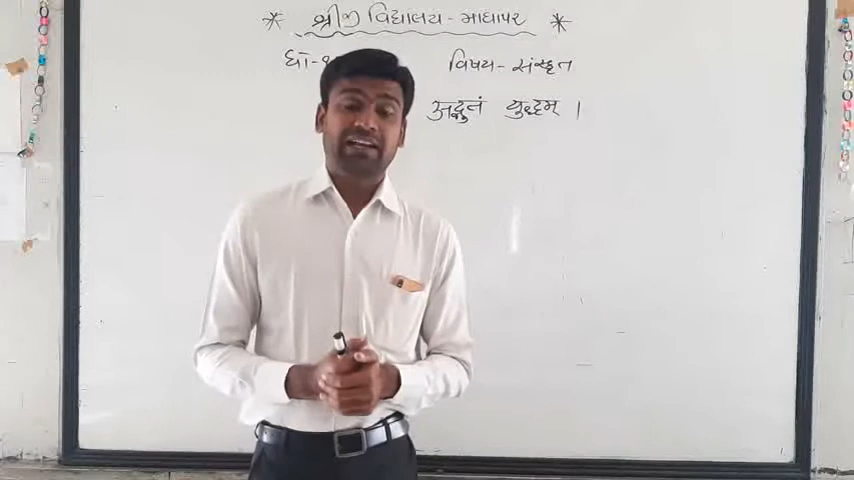 * શ્રીજી વિદ્યાલય - માધાપર *
ધો-
વિષય - સંસ્કૃત
अद्भुतं युद्धम् ।